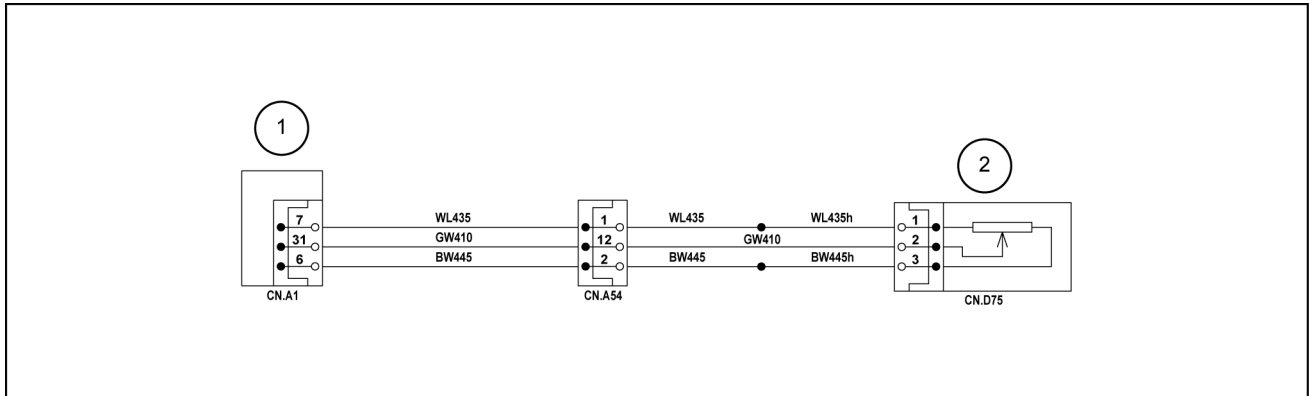 1
2
7 WL435 1 WL435 WL435h 1
31 GW410 12 GW410 2
6 BW445 2 BW445 BW445h 3
CN.A1 CN.A54 CN.D75